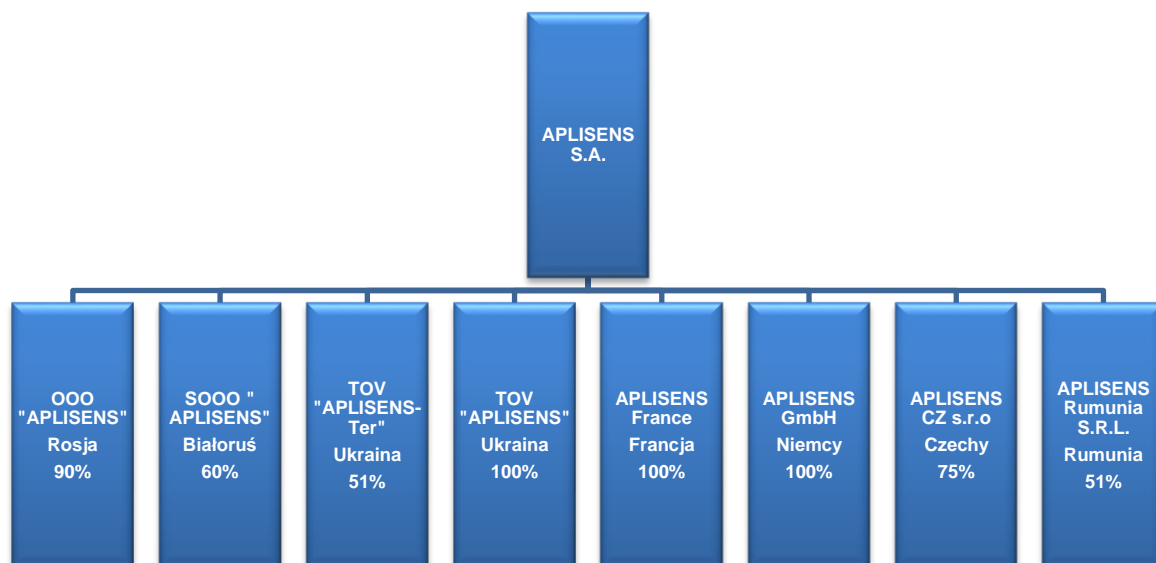 APLISENS
S.A.
OOO
"APLISENS"
Rosja
90%
SOOO "
APLISENS"
Białoruś
60%
TOV
"APLISENS-
Ter"
Ukraina
51%
TOV
"APLISENS"
Ukraina
100%
APLISENS
France
Francja
100%
APLISENS
GmbH
Niemcy
100%
APLISENS
CZ s.r.o
Czechy
75%
APLISENS
Rumunia
S.R.L.
Rumunia
51%